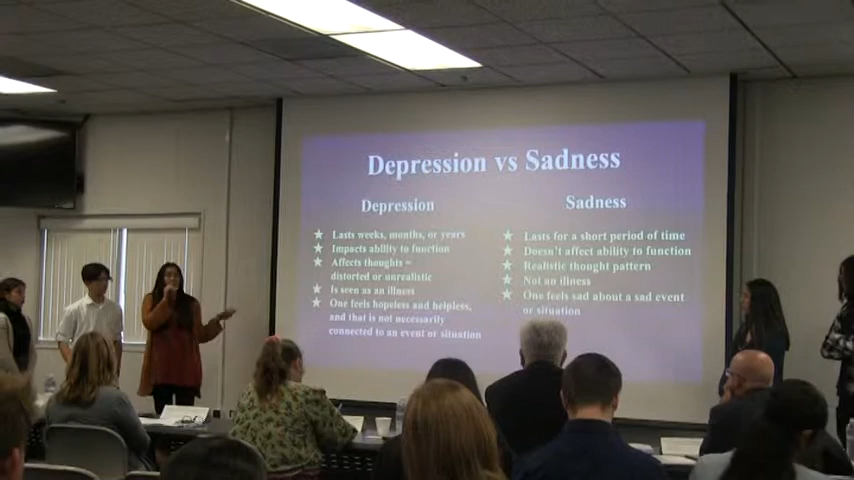 Depression vs Sadness
Depression
★ Lasts weeks, months, or years
★ Impacts ability to function
★ Affects thoughts =
distorted or unrealistic
★ Is seen as an illness
★ One feels hopeless and helpless,
and that is not necessarily
connected to an event or situation
Sadness
★ Lasts for a short period of time
★ Doesn't affect ability to function
★ Realistic thought pattern
★ Not an illness
★ One feels sad about a sad event
or situation